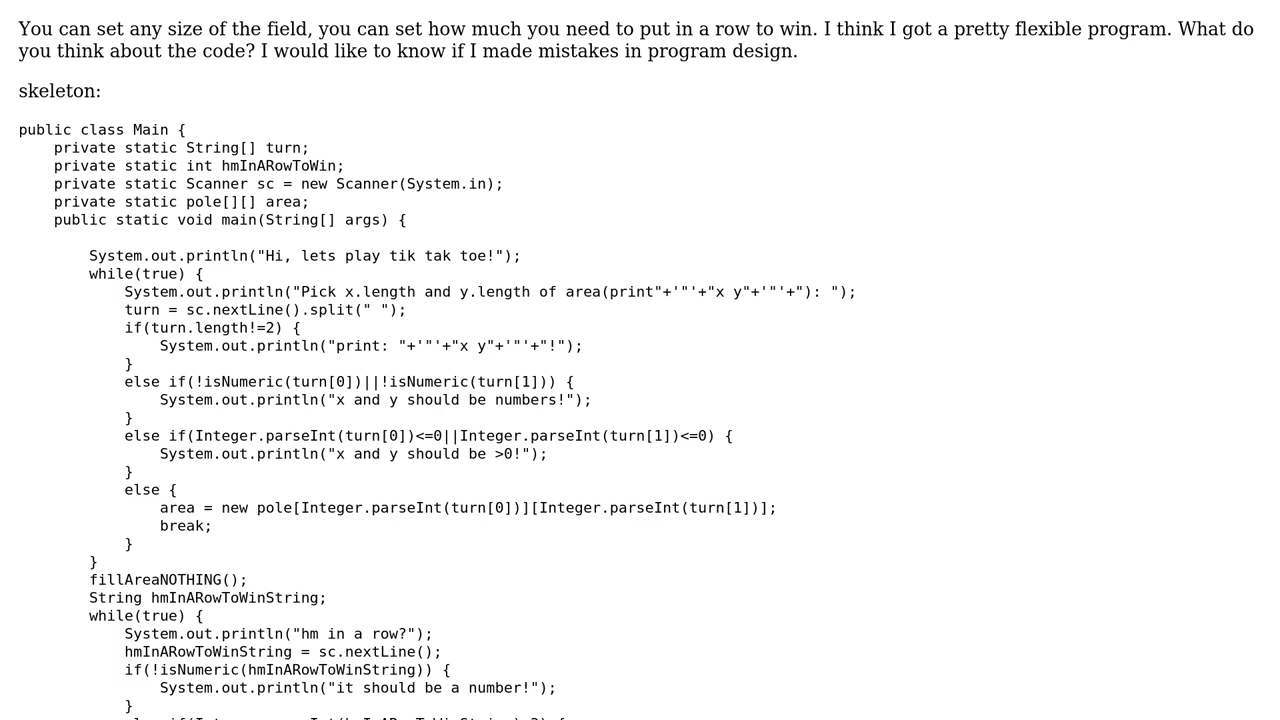 You can set any size of the field, you can set how much you need to put in a row to win. I think I got a pretty flexible program. What do
you think about the code? I would like to know if I made mistakes in program design.
skeleton:
public class Main {
    private static String[] turn;
    private static int hmInARowToWin;
    private static Scanner sc = new Scanner(System.in);
    private static pole[][] area;
    public static void main(String[] args) {
        System.out.println("Hi, lets play tik tak toe!");
        while(true) {
            System.out.println("Pick x.length and y.length of area(print"+'"'+"x y"+'"'+"): ");
            turn = sc.nextLine().split(" ");
            if(turn.length!=2) {
                System.out.println("print: "+'"'+"x y"+'"'+"!");
            }
            else if(!isNumeric(turn[0])||!isNumeric(turn[1])) {
                System.out.println("x and y should be numbers!");
            }
            else if(Integer.parseInt(turn[0])<=0||Integer.parseInt(turn[1])<=0) {
                System.out.println("x and y should be >0!");
            }
            else {
                area = new pole[Integer.parseInt(turn[0])][Integer.parseInt(turn[1])];
                break;
            }
        }
        fillAreaNOTHING();
        String hmInARowToWinString;
        while(true) {
            System.out.println("hm in a row?");
            hmInARowToWinString = sc.nextLine();
            if(!isNumeric(hmInARowToWinString)) {
                System.out.println("it should be a number!");
            }